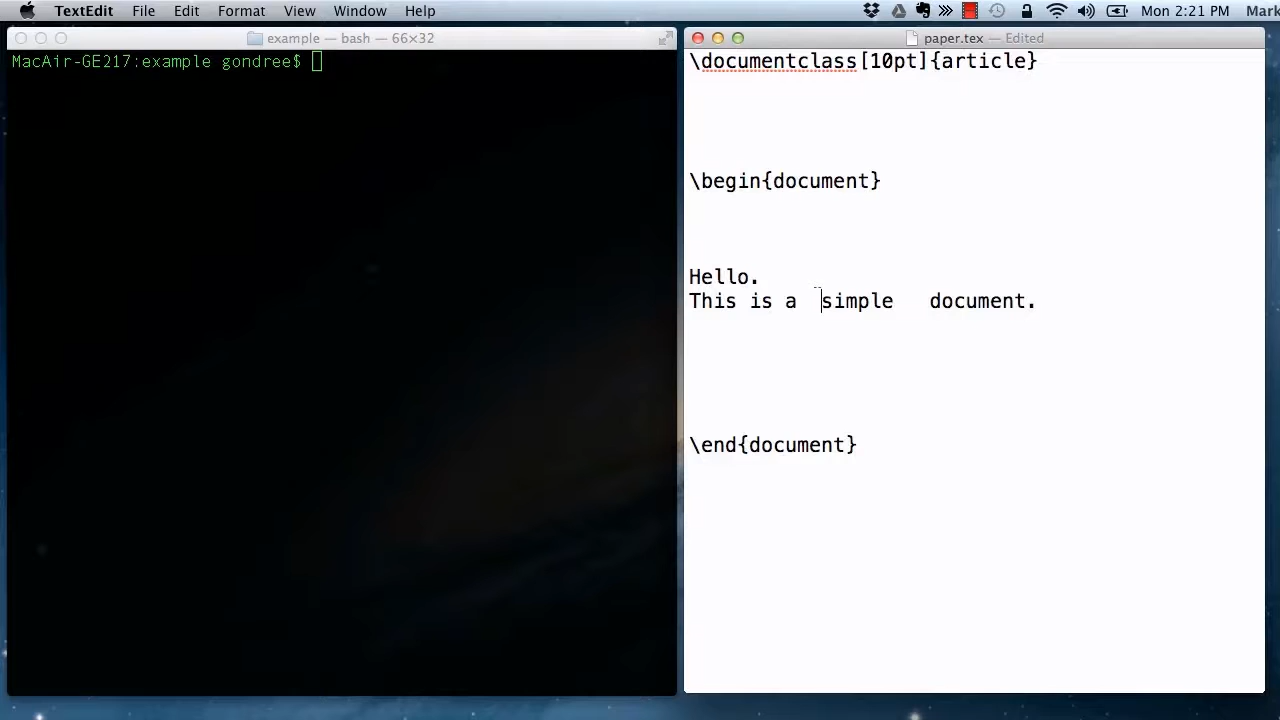 TextEdit File Edit Format View Window Help Mon 2:21 PM Mark
example — bash — 66×32
MacAir-GE217:example gondree$
paper.tex — Edited
\documentclass[10pt]{article}
\begin{document}
Hello.
This is a  simple   document.
\end{document}